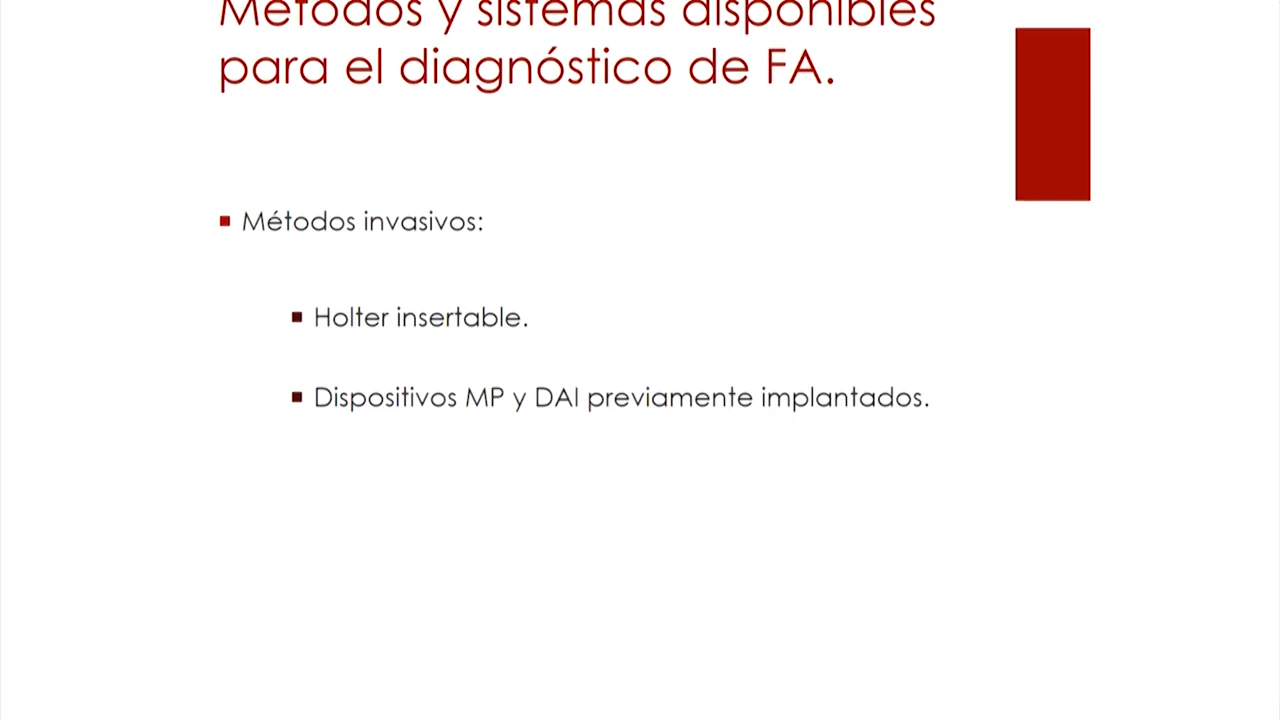 Métodos y sistemas disponibles
para el diagnóstico de FA.
Métodos invasivos:
Holter insertable.
Dispositivos MP y DAI previamente implantados.